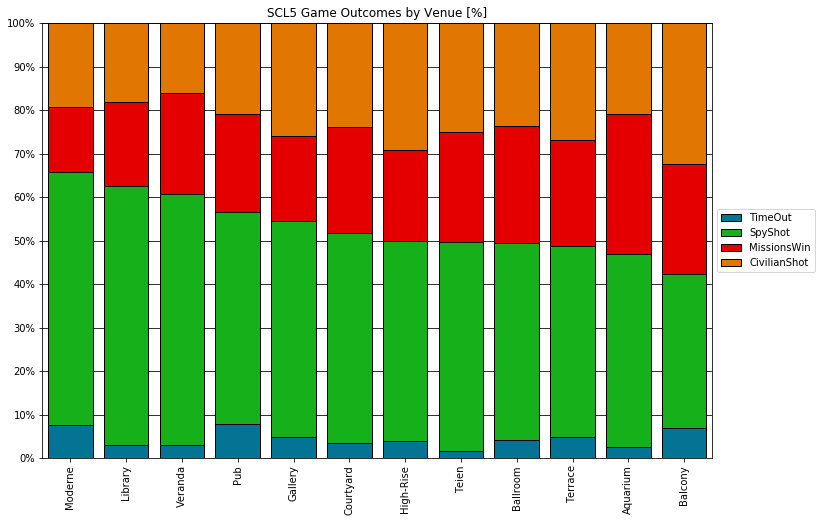 SCL5 Game Outcomes by Venue [%]
100%
90%
80%
70%
60%
50%
40%
30%
20%
10%
0%
Moderne
Library
Veranda
Pub
Gallery
Courtyard
High-Rise
Teien
Ballroom
Terrace
Aquarium
Balcony
TimeOut
SpyShot
MissionsWin
CivilianShot